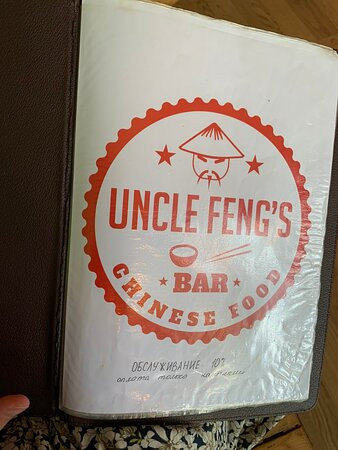 UNCLE FENG'S
BAR
CHINESE FOOD
ОБСЛУЖИВАНИЕ 10%
оплата только наличными